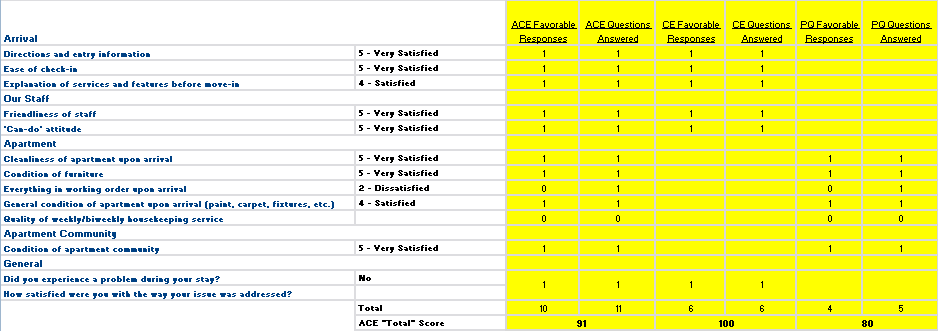 ACE Favorable ACE Questions CE Favorable CE Questions PQ Favorable PQ Questions
Arrival Responses Answered Responses Answered Responses Answered
Directions and entry information 5 - Very Satisfied 1 1 1 1
Ease of check-in 5 - Very Satisfied 1 1 1 1
Explanation of services and features before move-in 4 - Satisfied 1 1 1 1
Our Staff
Friendliness of staff 5 - Very Satisfied 1 1 1 1
'Can-do' attitude 5 - Very Satisfied 1 1 1 1
Apartment
Cleanliness of apartment upon arrival 5 - Very Satisfied 1 1 1 1
Condition of furniture 5 - Very Satisfied 1 1 1 1
Everything in working order upon arrival 2 - Dissatisfied 0 1 0 1
General condition of apartment upon arrival (paint, carpet, fixtures, etc.) 4 - Satisfied 1 1 1 1
Quality of weekly/biweekly housekeeping service 0 0 0 0
Apartment Community
Condition of apartment community 5 - Very Satisfied 1 1 1 1
General
Did you experience a problem during your stay? No 1 1 1 1
How satisfied were you with the way your issue was addressed?
Total 10 11 6 6 4 5
ACE "Total" Score 91 100 80